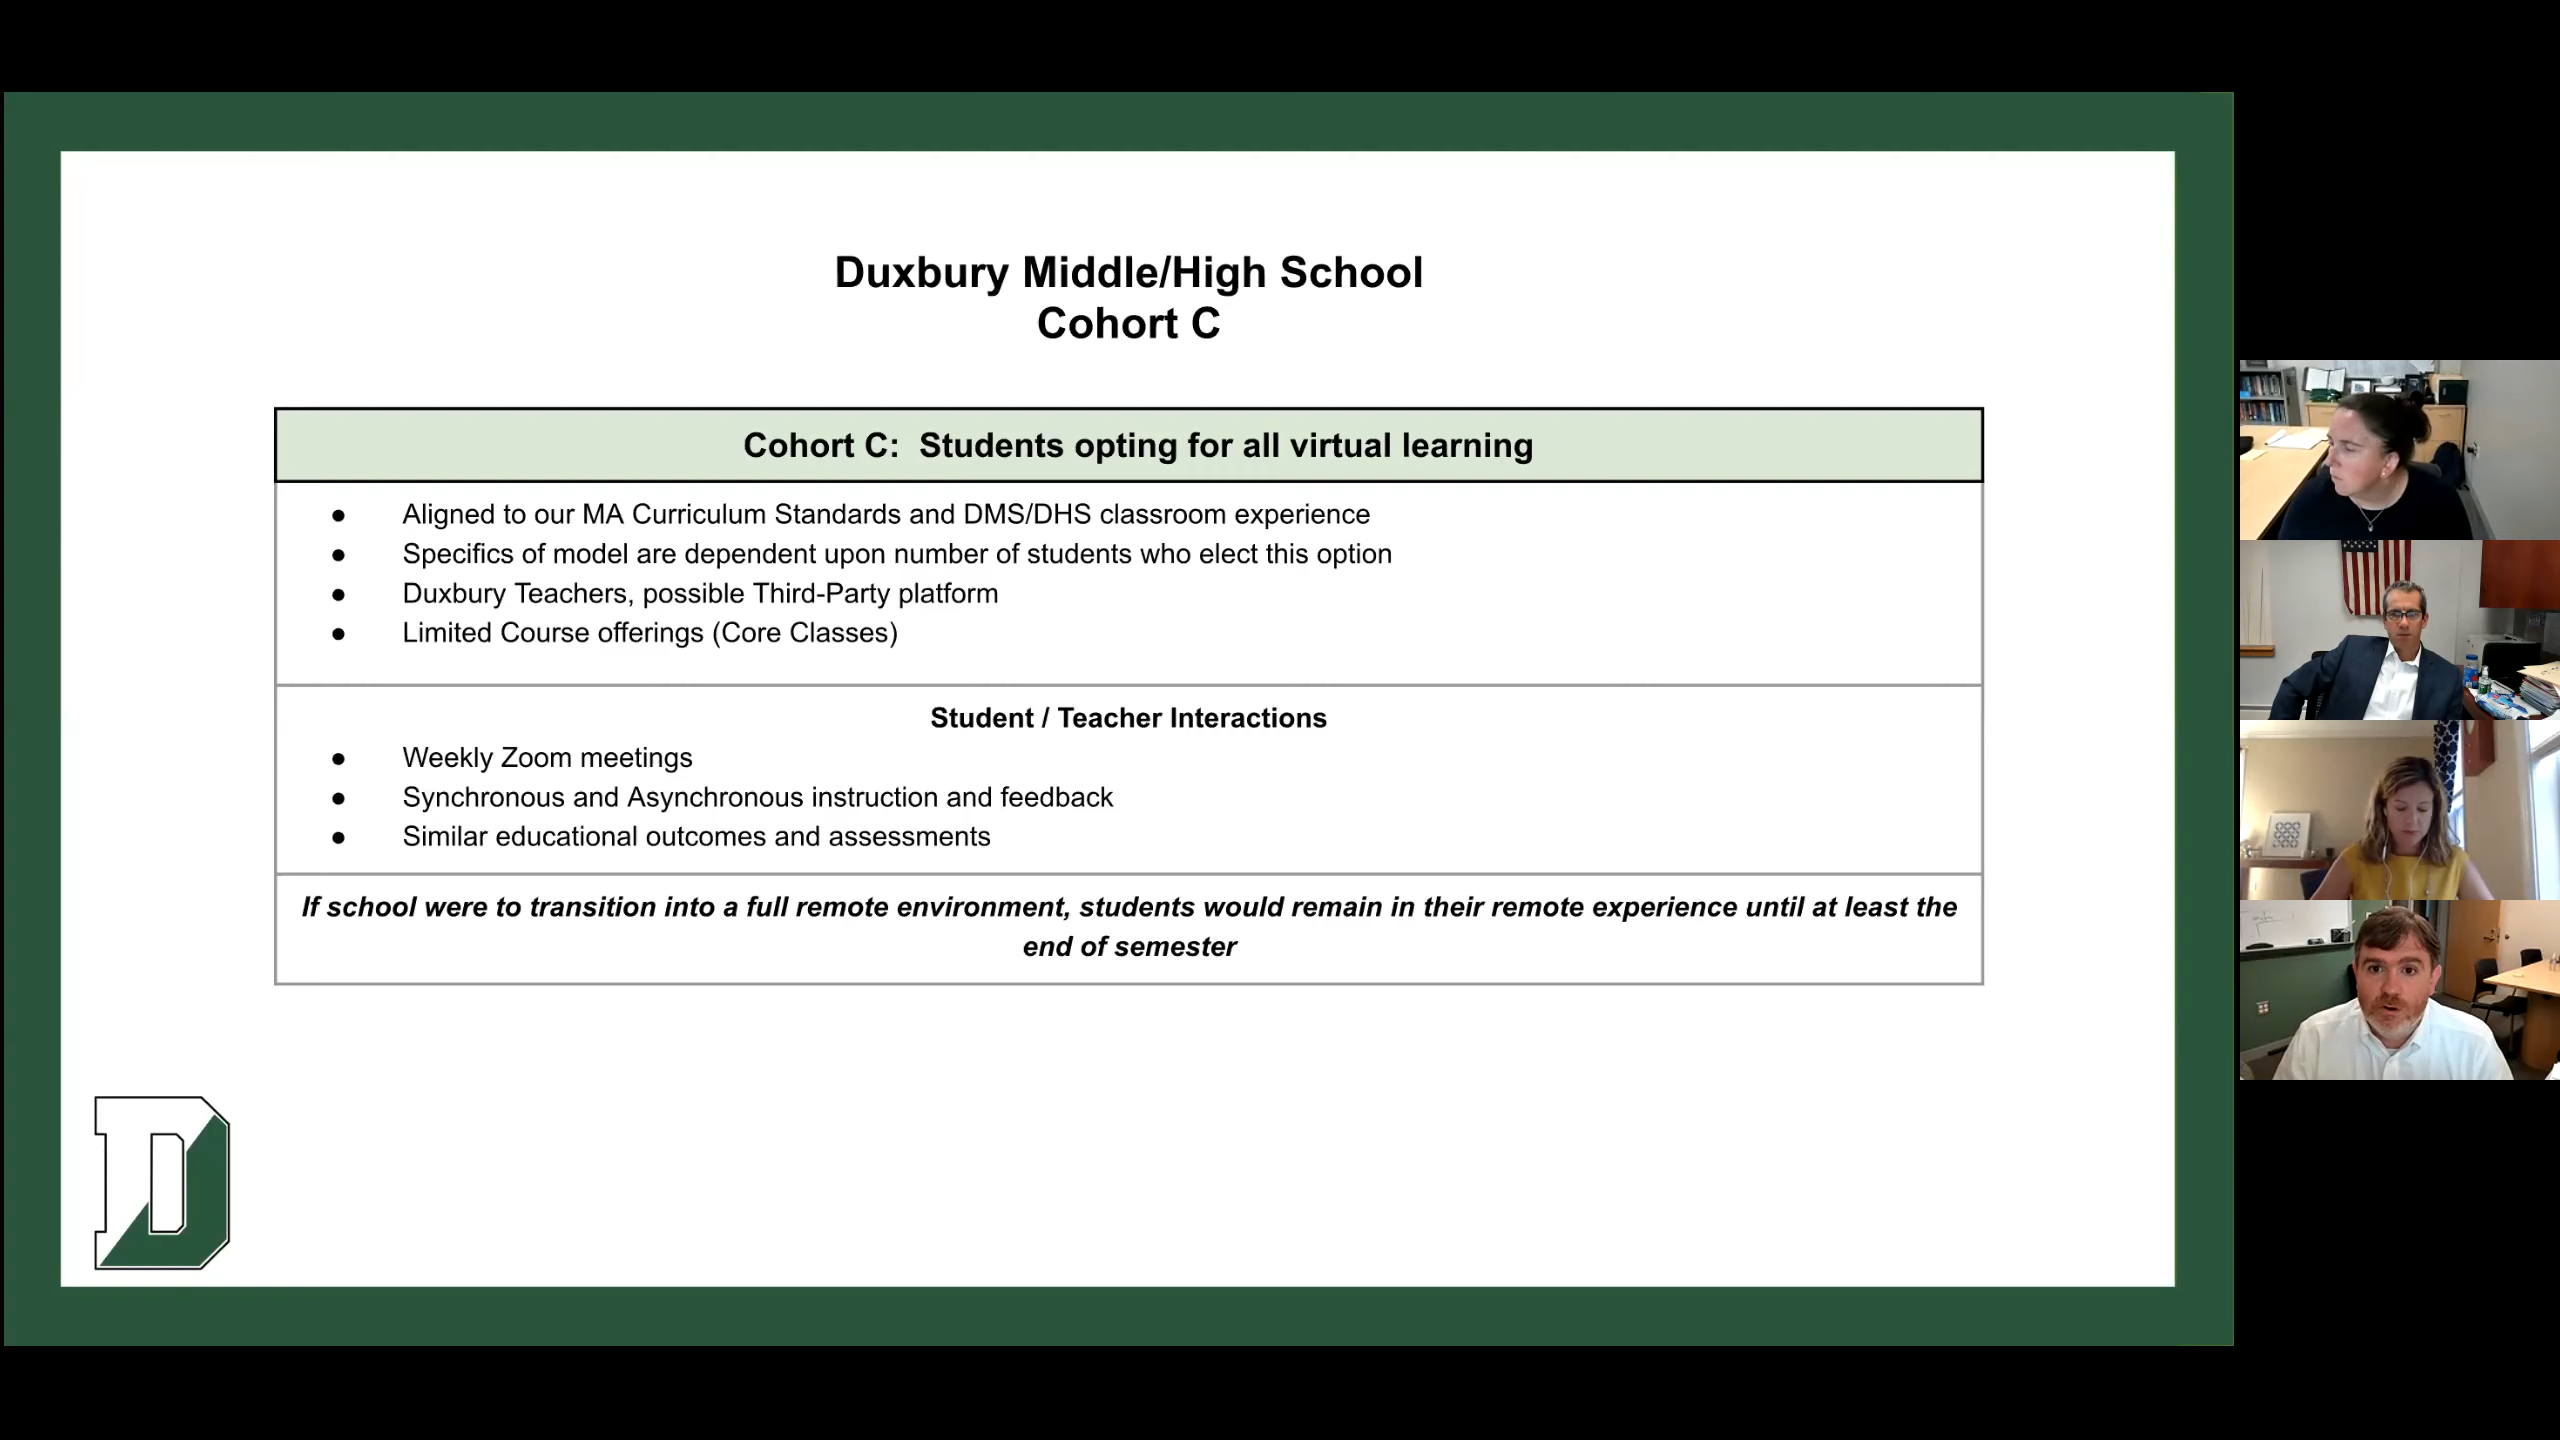 Duxbury Middle/High School
Cohort C
Cohort C:  Students opting for all virtual learning
● Aligned to our MA Curriculum Standards and DMS/DHS classroom experience
● Specifics of model are dependent upon number of students who elect this option
● Duxbury Teachers, possible Third-Party platform
● Limited Course offerings (Core Classes)
Student / Teacher Interactions
● Weekly Zoom meetings
● Synchronous and Asynchronous instruction and feedback
● Similar educational outcomes and assessments
If school were to transition into a full remote environment, students would remain in their remote experience until at least the
end of semester
D